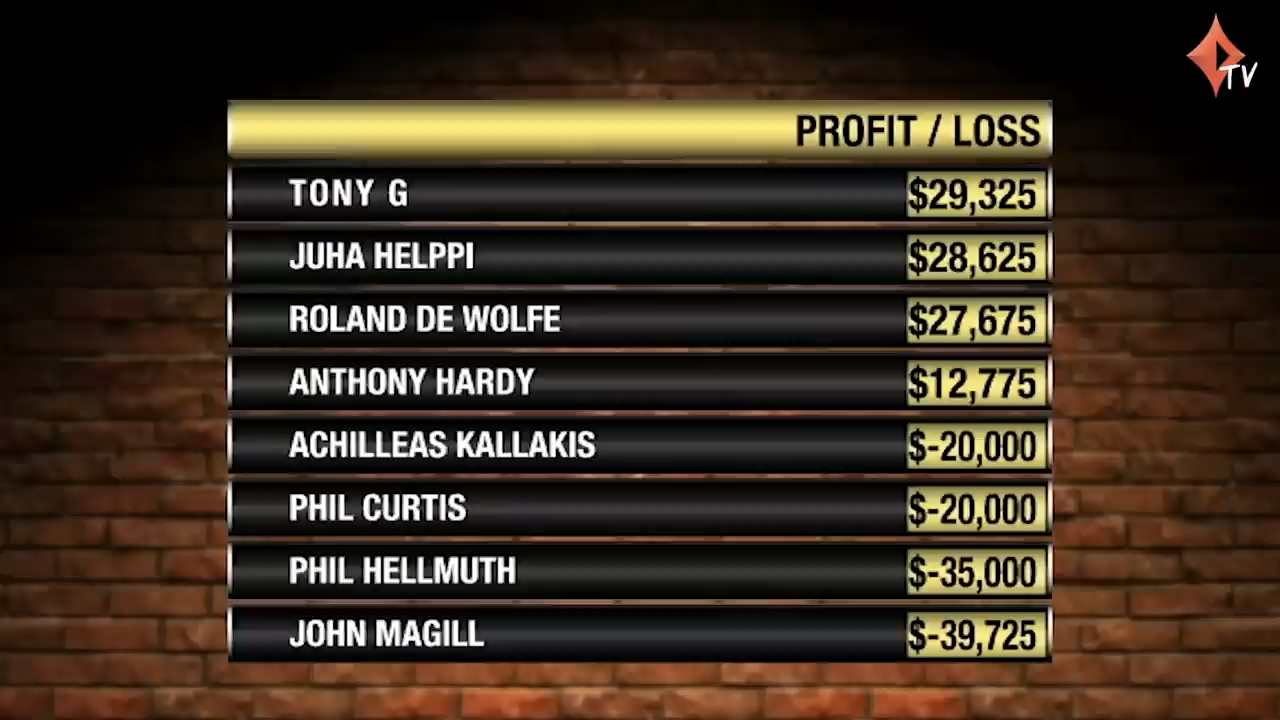 TV
PROFIT / LOSS
TONY G $29,325
JUHA HELPPI $28,625
ROLAND DE WOLFE $27,675
ANTHONY HARDY $12,775
ACHILLEAS KALLAKIS $-20,000
PHIL CURTIS $-20,000
PHIL HELLMUTH $-35,000
JOHN MAGILL $-39,725